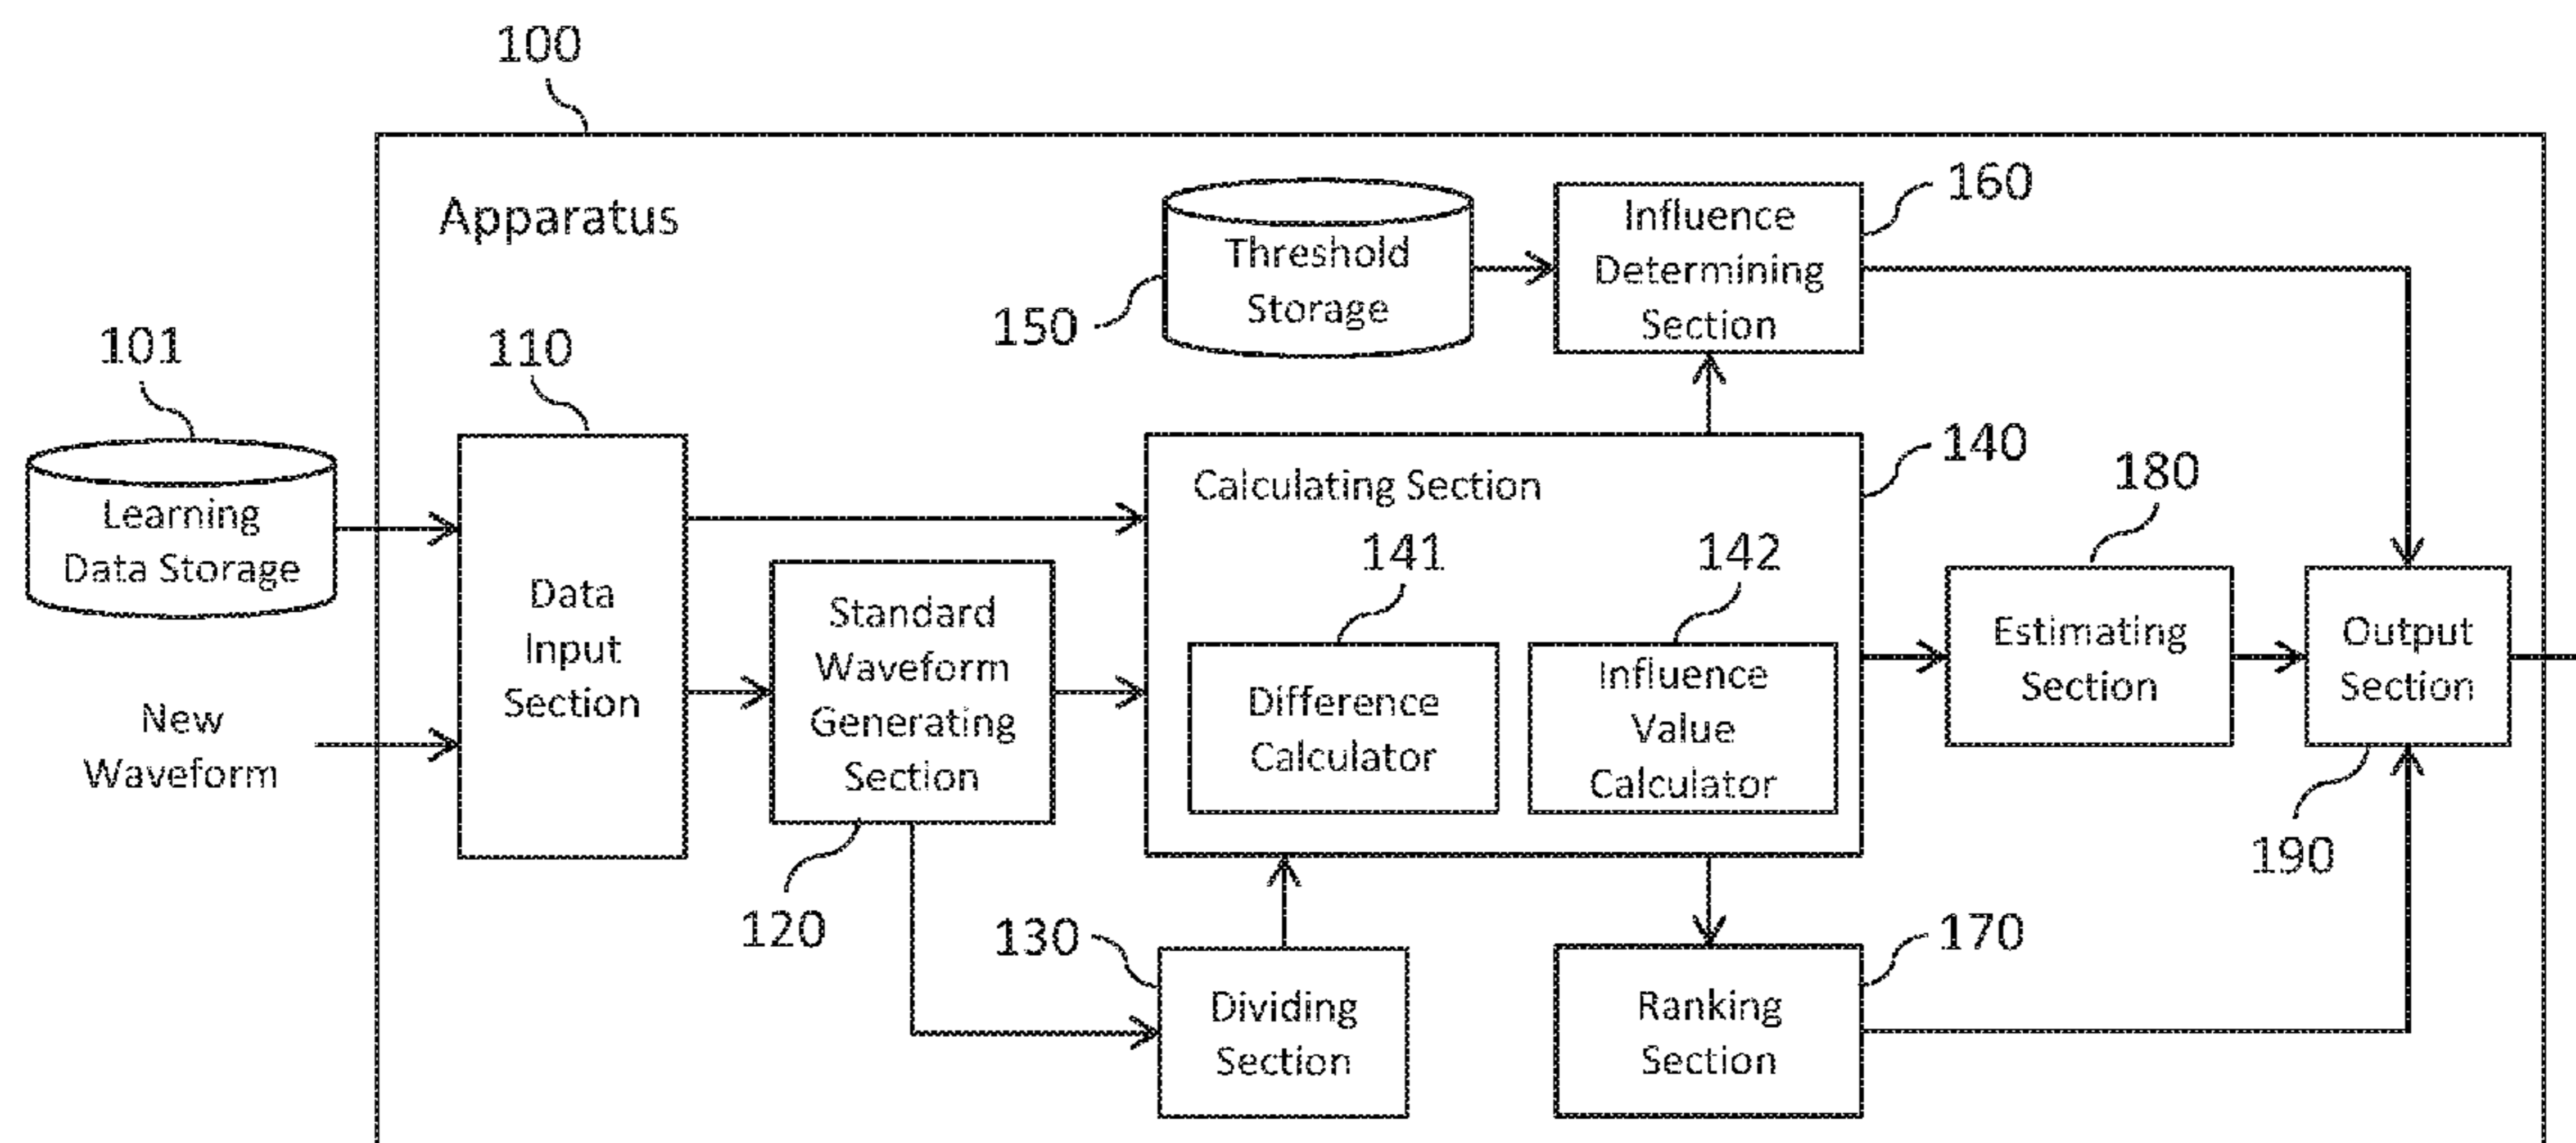 100
Apparatus
101
Learning
Data Storage
New
Waveform
110
Data
Input
Section
Standard
Waveform
Generating
Section
120
130
Dividing
Section
150
Threshold
Storage
160
Influence
Determining
Section
140
Calculating Section
141
Difference
Calculator
142
Influence
Value
Calculator
170
Ranking
Section
180
Estimating
Section
Output
Section
190